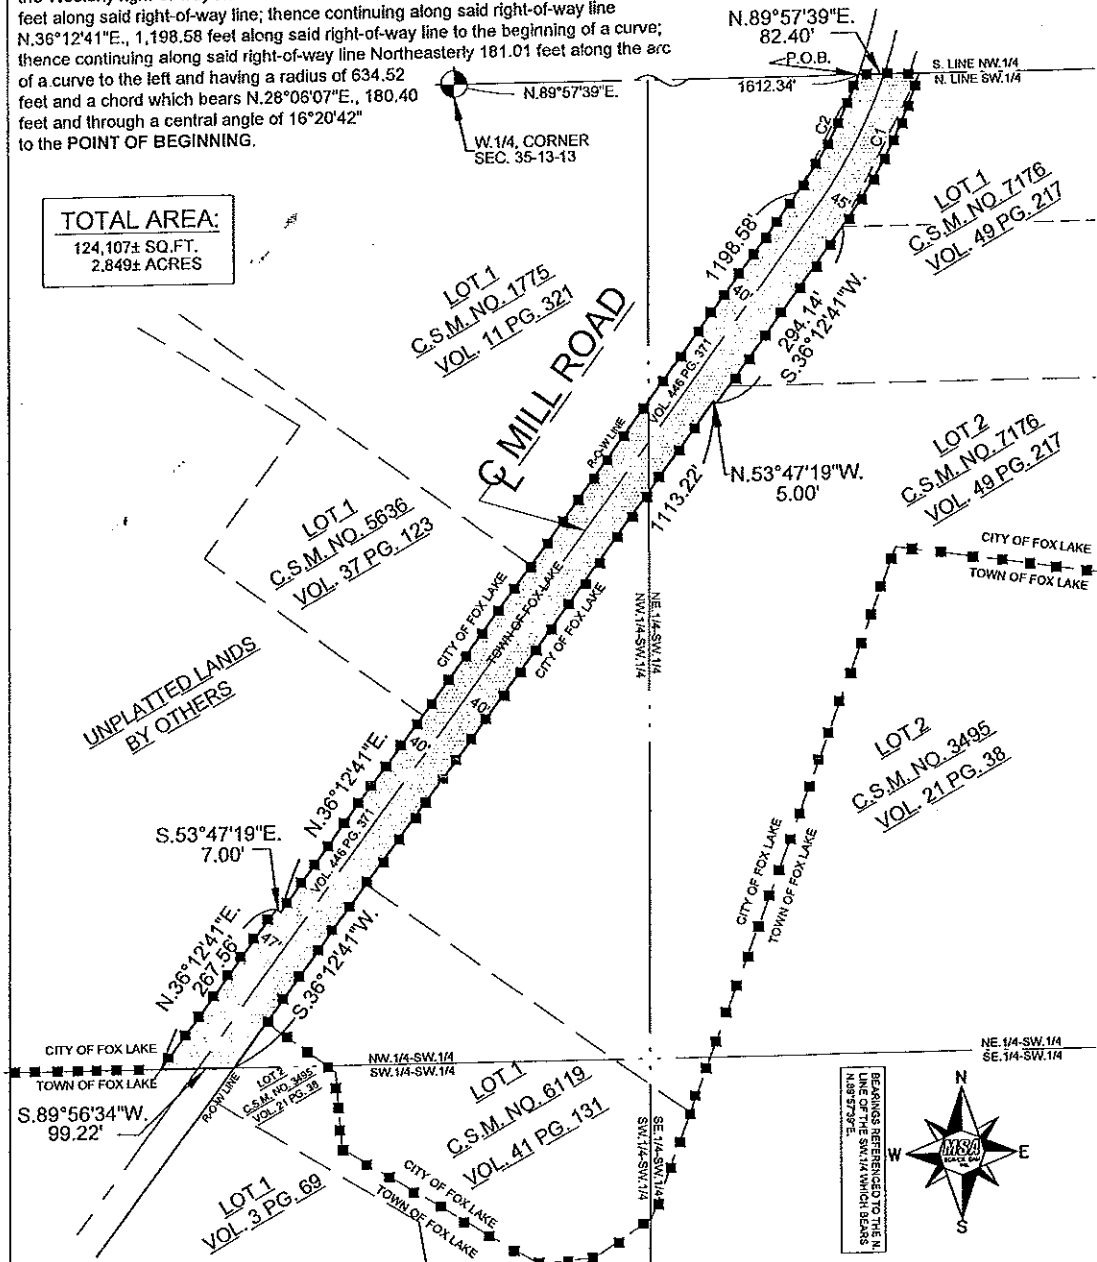 feet along said right-of-way line; thence continuing along said right-of-way line
N.36°12'41"E., 1,198.58 feet along said right-of-way line to the beginning of a curve;
thence continuing along said right-of-way line Northeasterly 181.01 feet along the arc
of a curve to the left and having a radius of 634.52
feet and a chord which bears N.28°06'07"E., 180.40
feet and through a central angle of 16°20'42"
to the POINT OF BEGINNING.
N.89°57'39"E.
82.40'
P.O.B.
S. LINE NW.1/4
N. LINE SW.1/4
1612.34'
N.89°57'39"E.
W.1/4, CORNER
SEC. 35-13-13
TOTAL AREA:
124,107± SQ.FT.
2.849± ACRES
C2
C1
45'
LOT 1
C.S.M. NO. 7176
VOL. 49 PG. 217
1198.58'
40'
294.14'
S.36°12'41"W.
LOT 1
C.S.M. NO. 1775
VOL. 11 PG. 321
CL MILL ROAD
VOL. 446 PG. 371
R-O-W LINE
1113.22'
N.53°47'19"W.
5.00'
LOT 2
C.S.M. NO. 7176
VOL. 49 PG. 217
LOT 1
C.S.M. NO. 5636
VOL. 37 PG. 123
CITY OF FOX LAKE
TOWN OF FOX LAKE
CITY OF FOX LAKE
TOWN OF FOX LAKE
CITY OF FOX LAKE
NE.1/4-SW.1/4
NW.1/4-SW.1/4
UNPLATTED LANDS
BY OTHERS
40'
40'
LOT 2
C.S.M. NO. 3495
VOL. 21 PG. 38
N.36°12'41"E.
S.53°47'19"E.
7.00'
VOL. 446 PG. 371
CITY OF FOX LAKE
TOWN OF FOX LAKE
N.36°12'41"E.
267.56'
47'
S.36°12'41"W.
CITY OF FOX LAKE
TOWN OF FOX LAKE
NW.1/4-SW.1/4
SW.1/4-SW.1/4
NE.1/4-SW.1/4
SE.1/4-SW.1/4
S.89°56'34"W.
99.22'
R-O-W LINE
LOT 2
C.S.M. NO. 3495
VOL. 21 PG. 38
LOT 1
C.S.M. NO. 6119
VOL. 41 PG. 131
SE.1/4-SW.1/4
SW.1/4-SW.1/4
LOT 1
VOL. 3 PG. 69
CITY OF FOX LAKE
TOWN OF FOX LAKE
BEARINGS REFERENCED TO THE N.
LINE OF THE SW.1/4 WHICH BEARS
N.89°57'39"E.
N
W
E
S
MSA